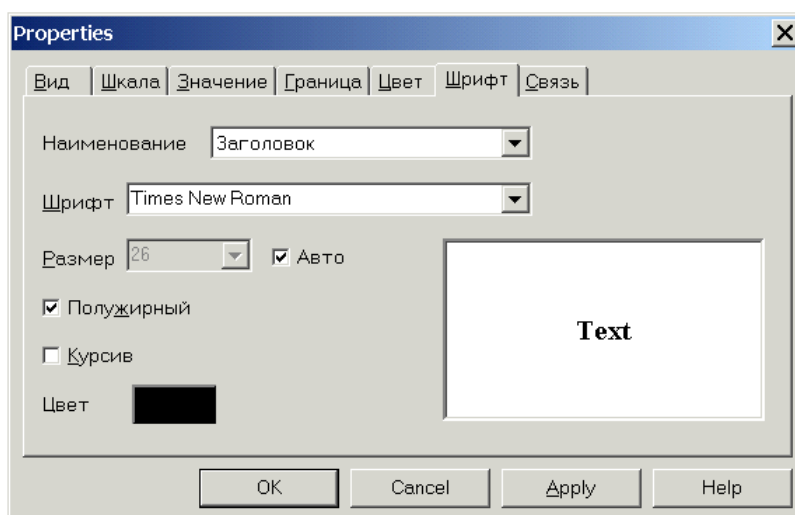 Properties
Вид Шкала Значение Граница Цвет Шрифт Связь
Наименование Заголовок
Шрифт Times New Roman
Размер 26 Авто
Полужирный
Text
Курсив
Цвет
OK Cancel Apply Help